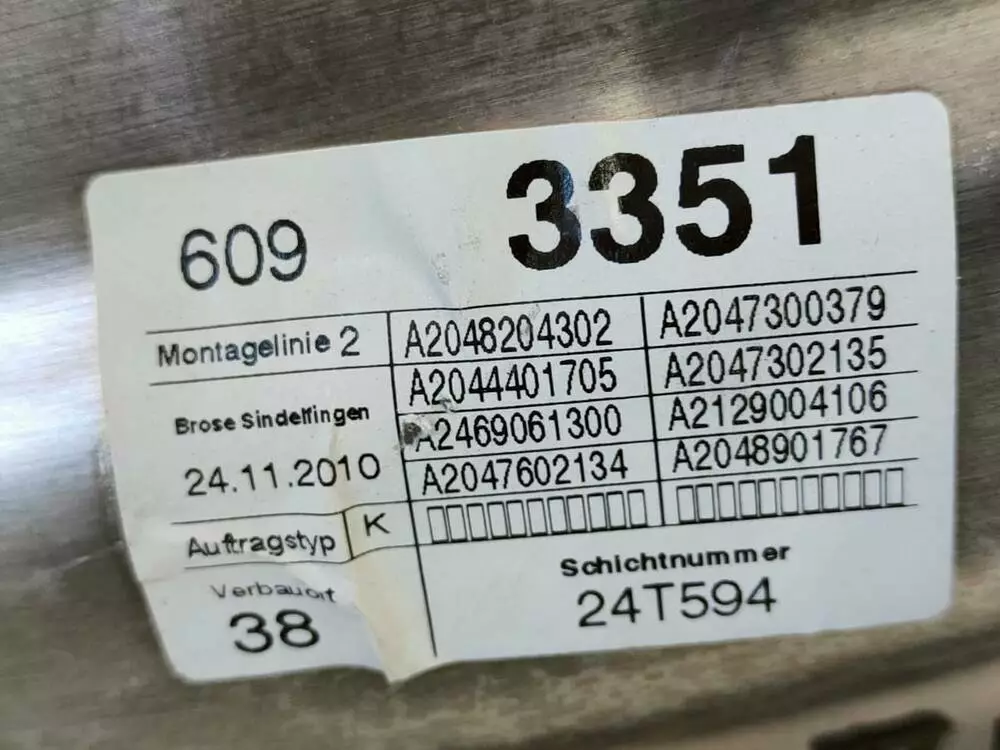 609 3351
Montagelinie 2 A2048204302 A2047300379
A2044401705 A2047302135
Brose Sindelfingen A2469061300 A2129004106
24.11.2010 A2047602134 A2048901767
Auftragstyp K
Schichtnummer
Verbauort 24T594
38